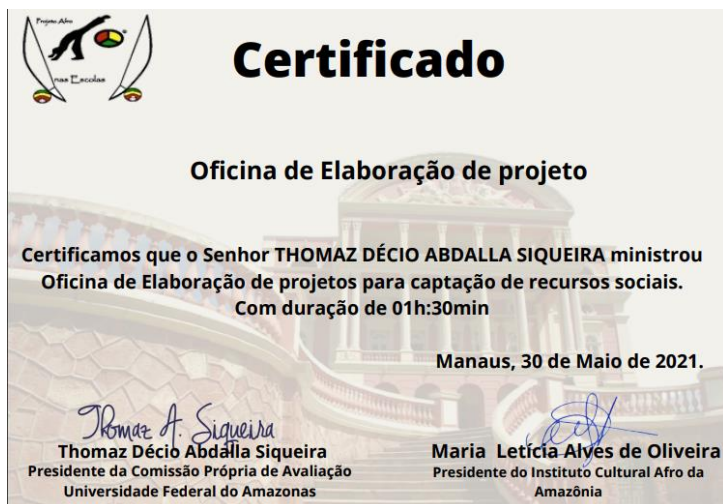 Projeto Afro
nas Escolas
Certificado
Oficina de Elaboração de projeto
Certificamos que o Senhor THOMAZ DÉCIO ABDALLA SIQUEIRA ministrou
Oficina de Elaboração de projetos para captação de recursos sociais.
Com duração de 01h:30min
Manaus, 30 de Maio de 2021.
Thomaz A. Siqueira
Thomaz Décio Abdalla Siqueira
Presidente da Comissão Própria de Avaliação
Universidade Federal do Amazonas
Maria Letícia Alves de Oliveira
Presidente do Instituto Cultural Afro da
Amazônia